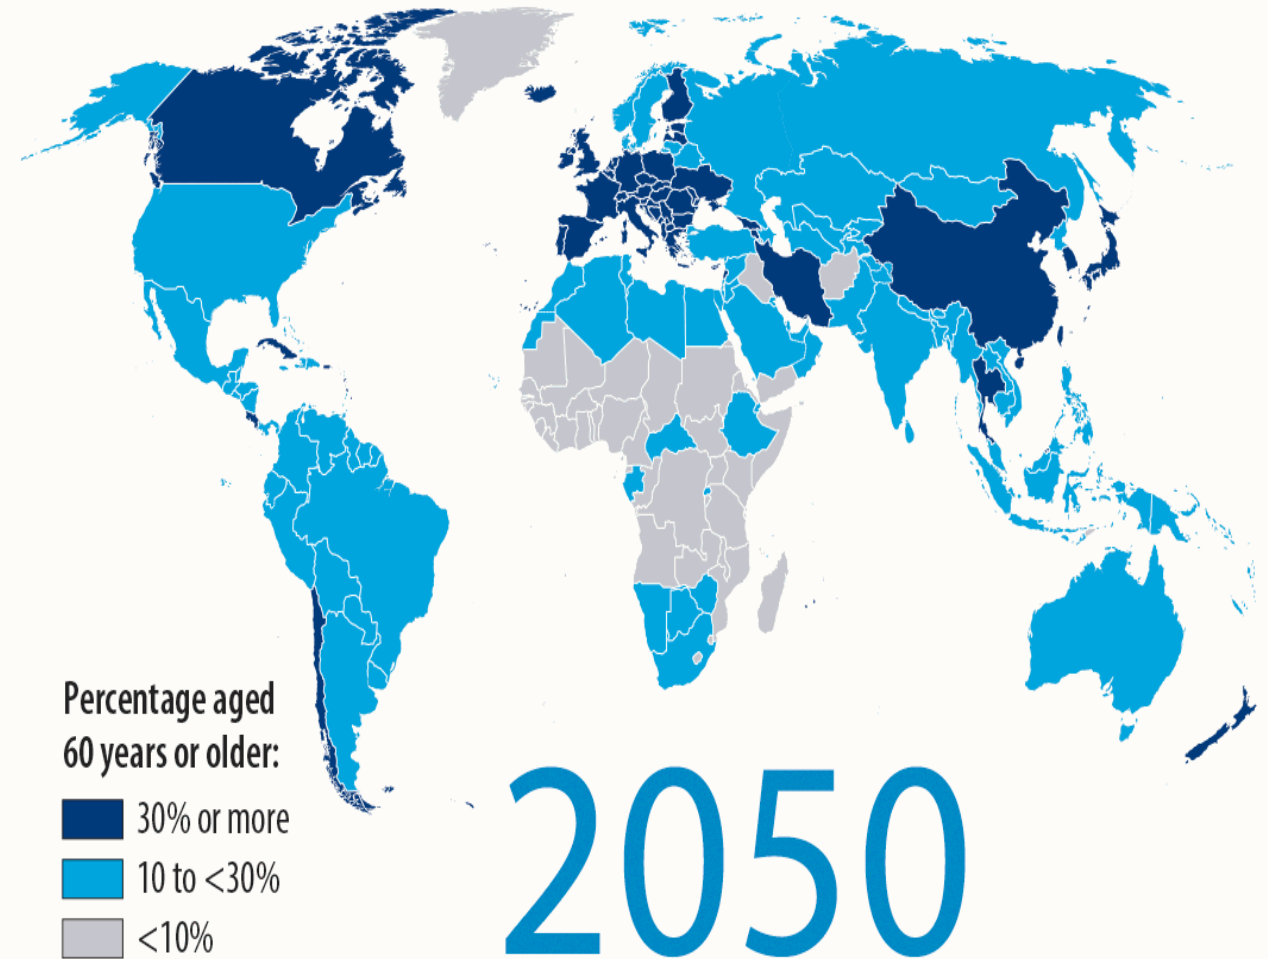 Percentage aged
60 years or older:
30% or more
10 to <30%
<10%
2050